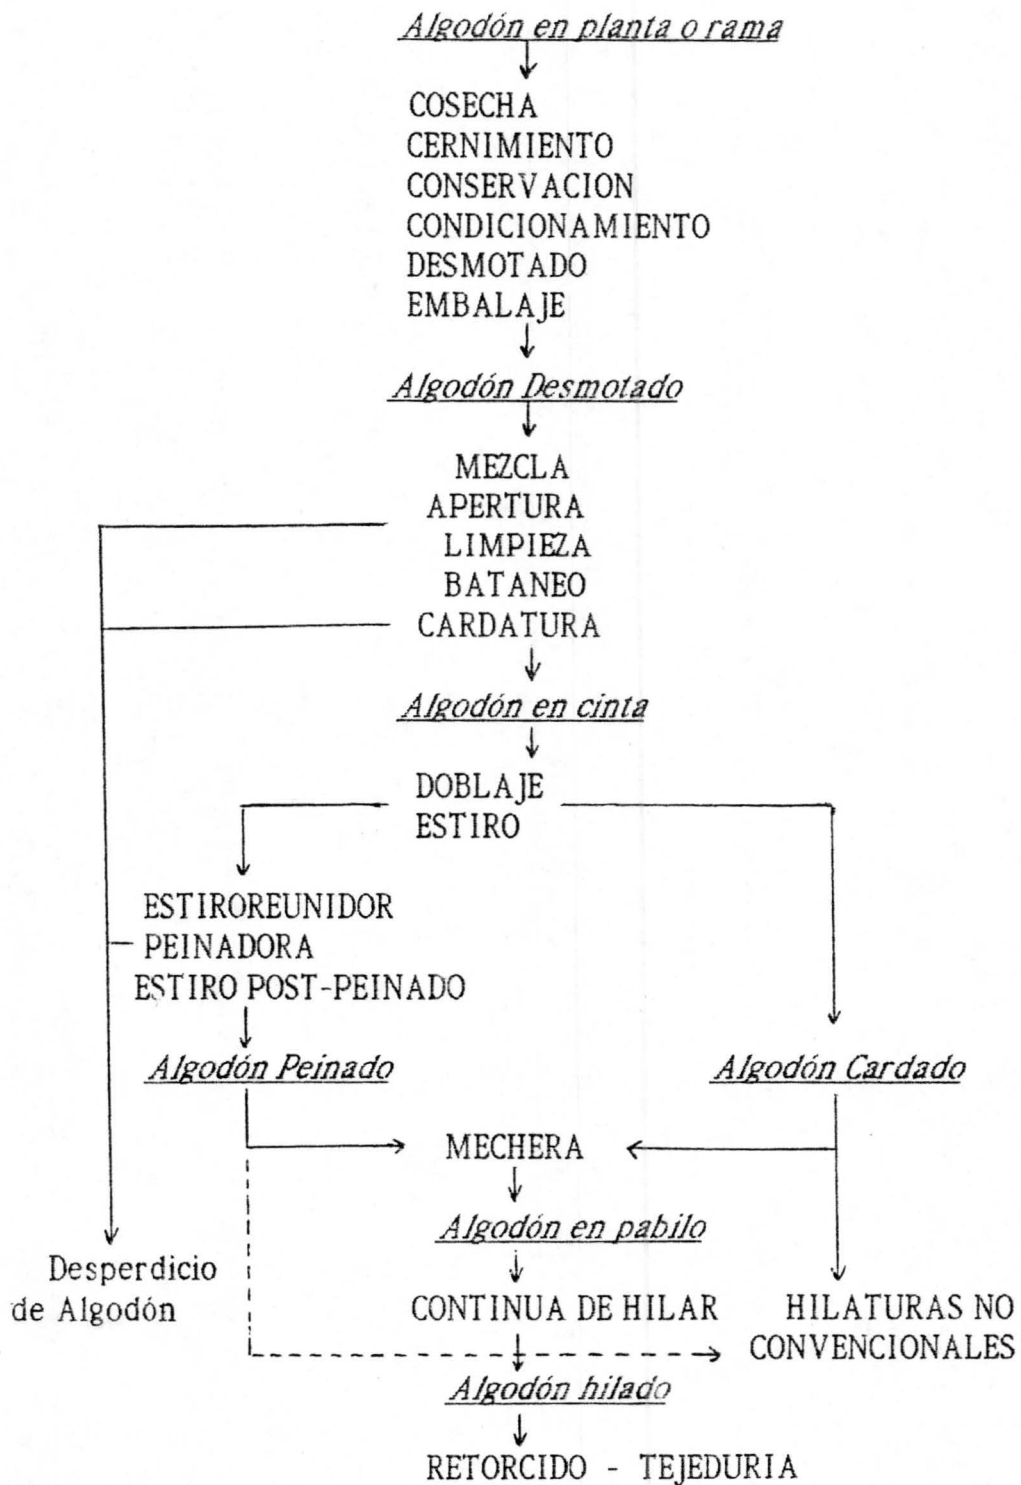 Algodón en planta o rama
COSECHA
CERNIMIENTO
CONSERVACION
CONDICIONAMIENTO
DESMOTADO
EMBALAJE
Algodón Desmotado
MEZCLA
APERTURA
LIMPIEZA
BATANEO
CARDATURA
Algodón en cinta
DOBLAJE
ESTIRO
ESTIROREUNIDOR
PEINADORA
ESTIRO POST-PEINADO
Algodón Peinado
Algodón Cardado
MECHERA
Algodón en pabilo
Desperdicio
de Algodón
CONTINUA DE HILAR
HILATURAS NO
CONVENCIONALES
Algodón hilado
RETORCIDO - TEJEDURIA